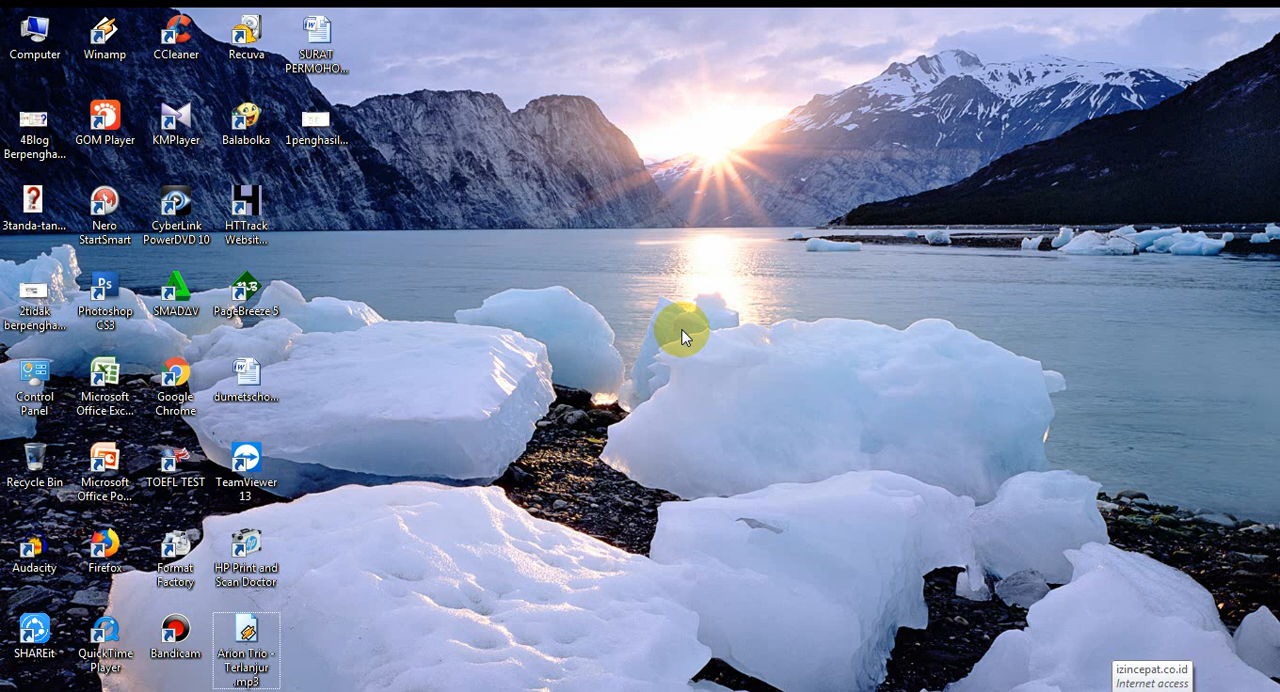 Computer
Winamp
CCleaner
Recuva
SURAT
PERMOHO...
4Blog
Berpengha...
GOM Player
KMPlayer
Balabolka
1penghasil...
3tanda-tan...
Nero
StartSmart
CyberLink
PowerDVD 10
HTTrack
Websit...
2tidak
berpengha...
Photoshop
CS3
SMADΔV
PageBreeze 5
Control
Panel
Microsoft
Office Exc...
Google
Chrome
dumetscho...
Recycle Bin
Microsoft
Office Po...
TOEFL TEST
TeamViewer
13
Audacity
Firefox
Format
Factory
HP Print and
Scan Doctor
SHAREit
QuickTime
Player
Bandicam
Arion Trio -
Terlanjur
.mp3
izincepat.co.id
Internet access